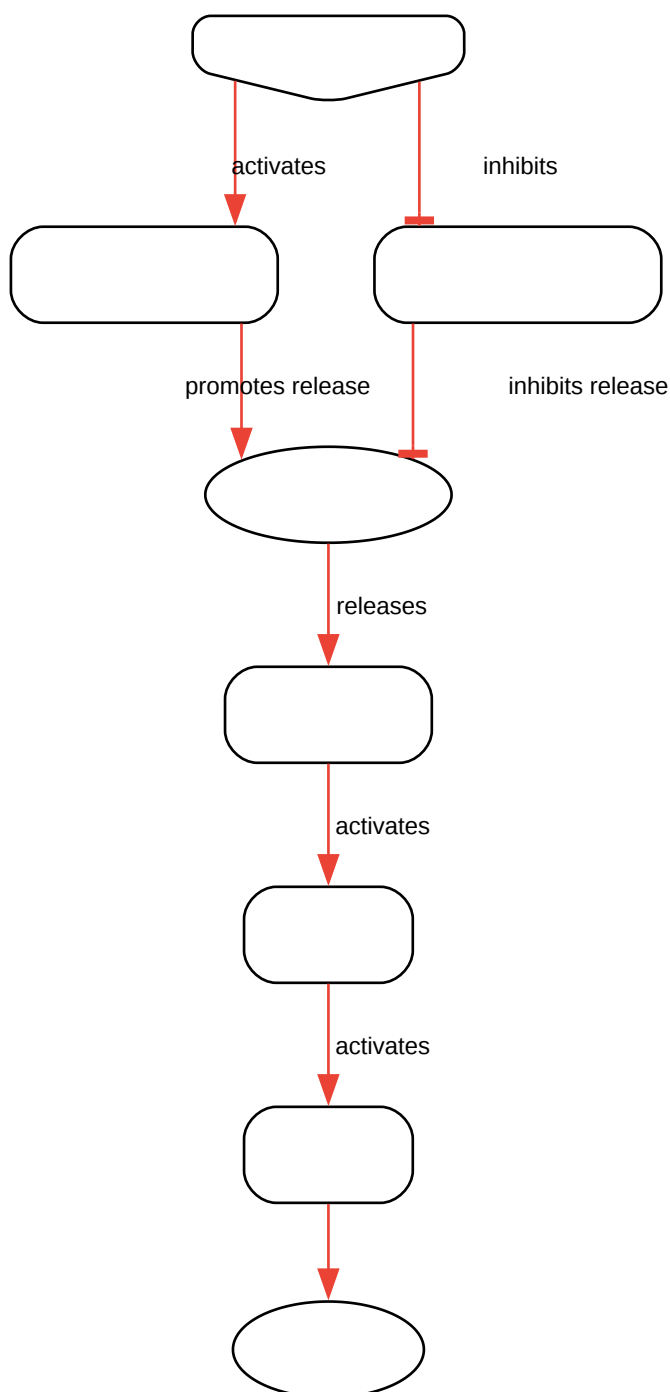 activates
inhibits
promotes release
inhibits release
releases
activates
activates